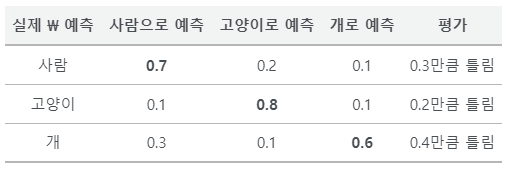 실제 ₩ 예측 사람으로 예측 고양이로 예측 개로 예측 평가
사람 0.7 0.2 0.1 0.3만큼 틀림
고양이 0.1 0.8 0.1 0.2만큼 틀림
개 0.3 0.1 0.6 0.4만큼 틀림